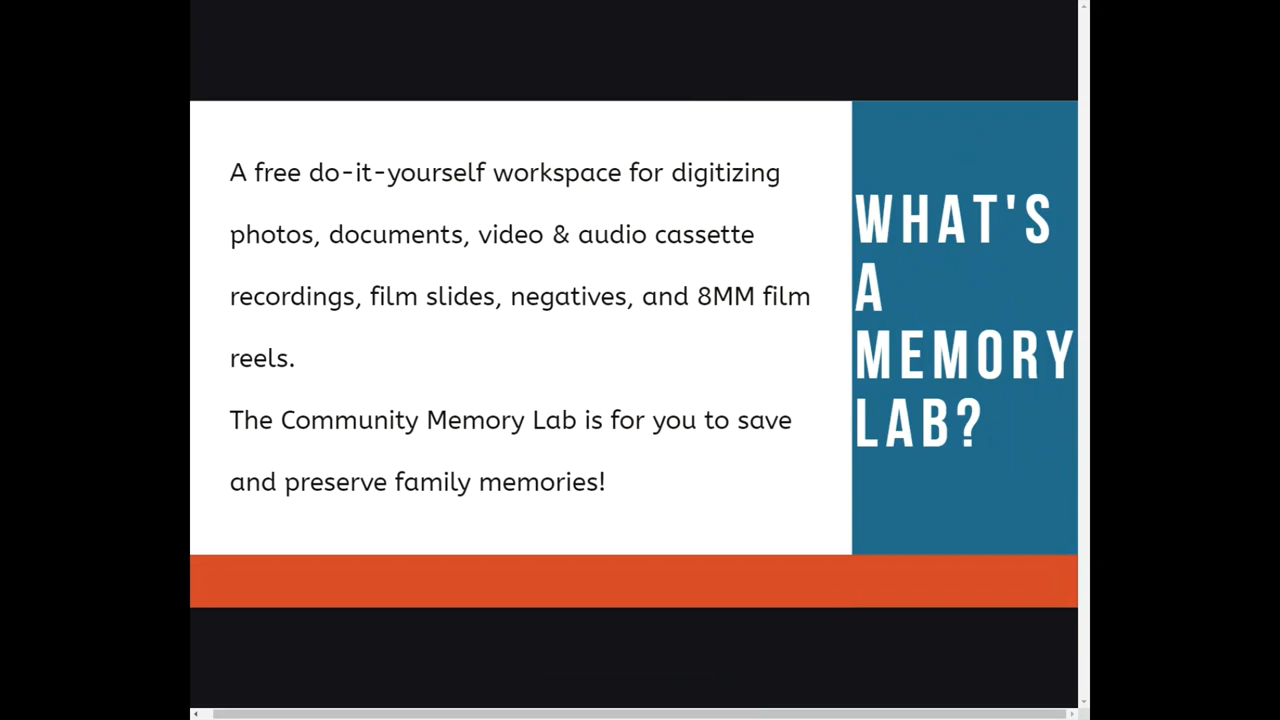 A free do-it-yourself workspace for digitizing
photos, documents, video & audio cassette
recordings, film slides, negatives, and 8MM film
reels.
The Community Memory Lab is for you to save
and preserve family memories!
WHAT'S
A
MEMORY
LAB?